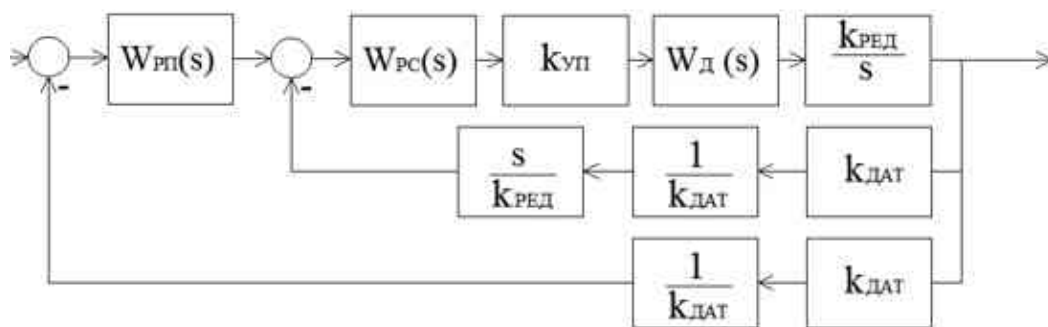 W_РП(s)
W_РС(s)
k_УП
W_Д (s)
k_РЕД
s
-
-
s
k_РЕД
1
k_ДАТ
k_ДАТ
1
k_ДАТ
k_ДАТ